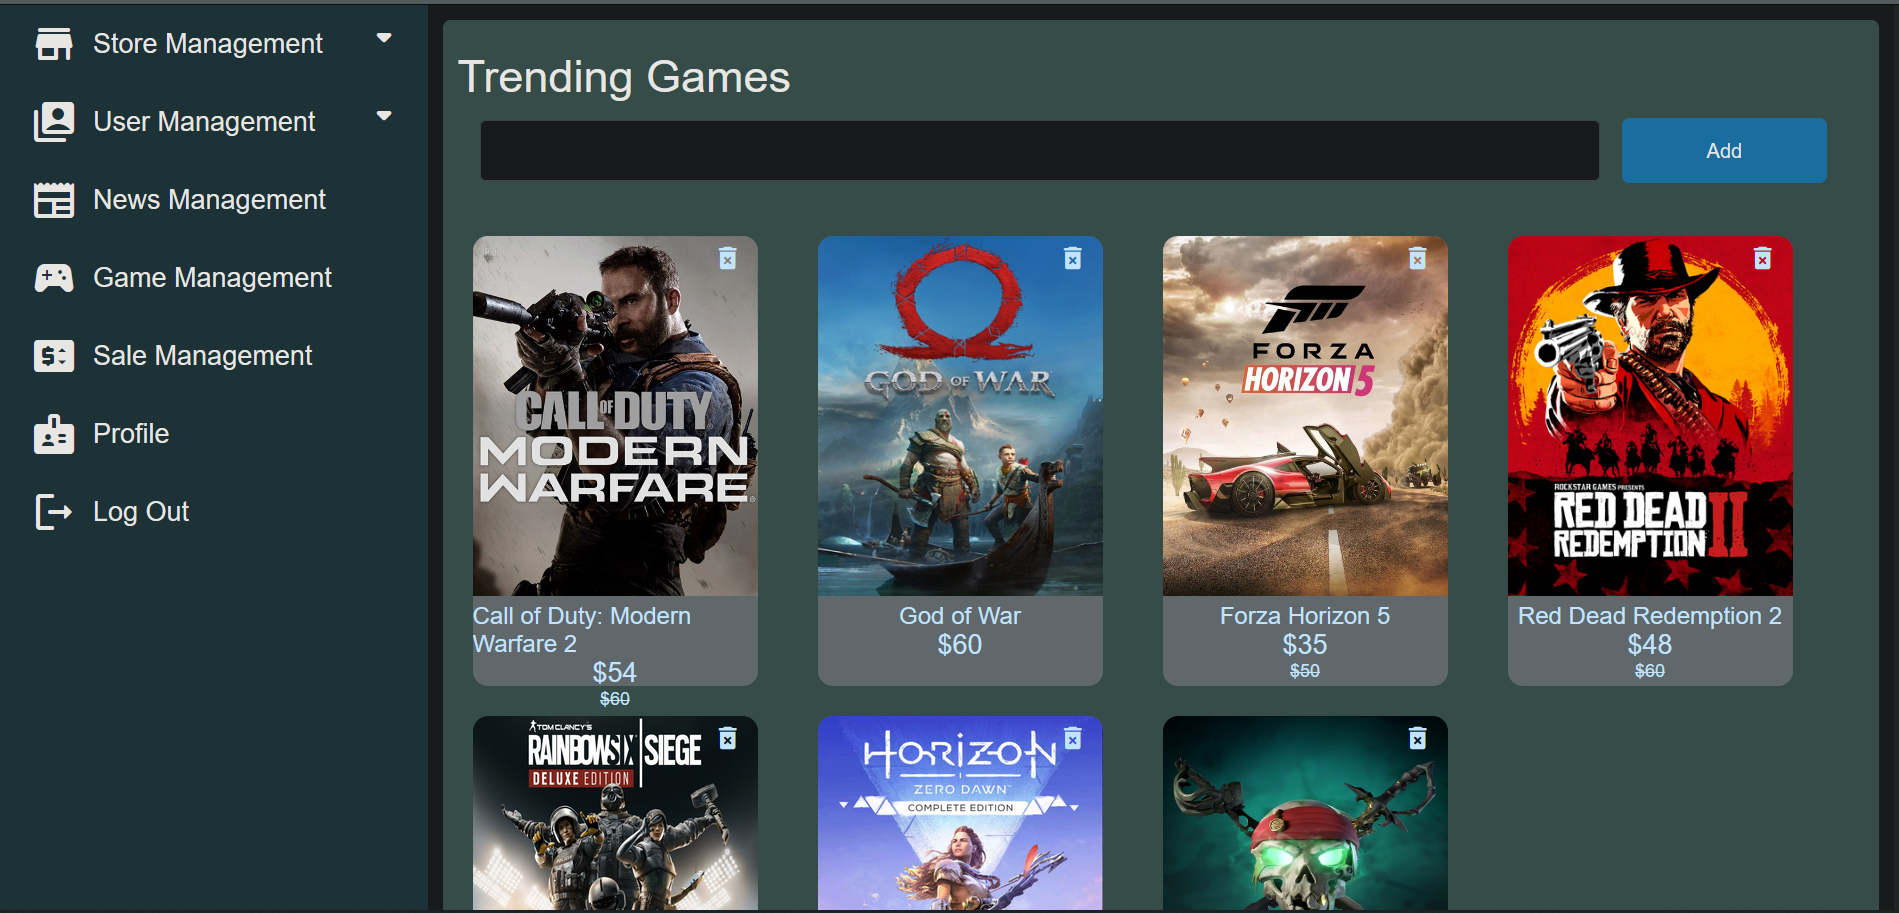 Store Management
User Management
News Management
Game Management
Sale Management
Profile
Log Out
Trending Games
Add
CALL OF DUTY
MODERN
WARFARE
Call of Duty: Modern
Warfare 2
$54
$60
GOD OF WAR
God of War
$60
FORZA
HORIZON 5
Forza Horizon 5
$35
$50
ROCKSTAR GAMES PRESENTS
RED DEAD
REDEMPTION II
Red Dead Redemption 2
$48
$60
TOM CLANCY'S
RAINBOW SIX SIEGE
DELUXE EDITION
HORIZON
ZERO DAWN™
COMPLETE EDITION